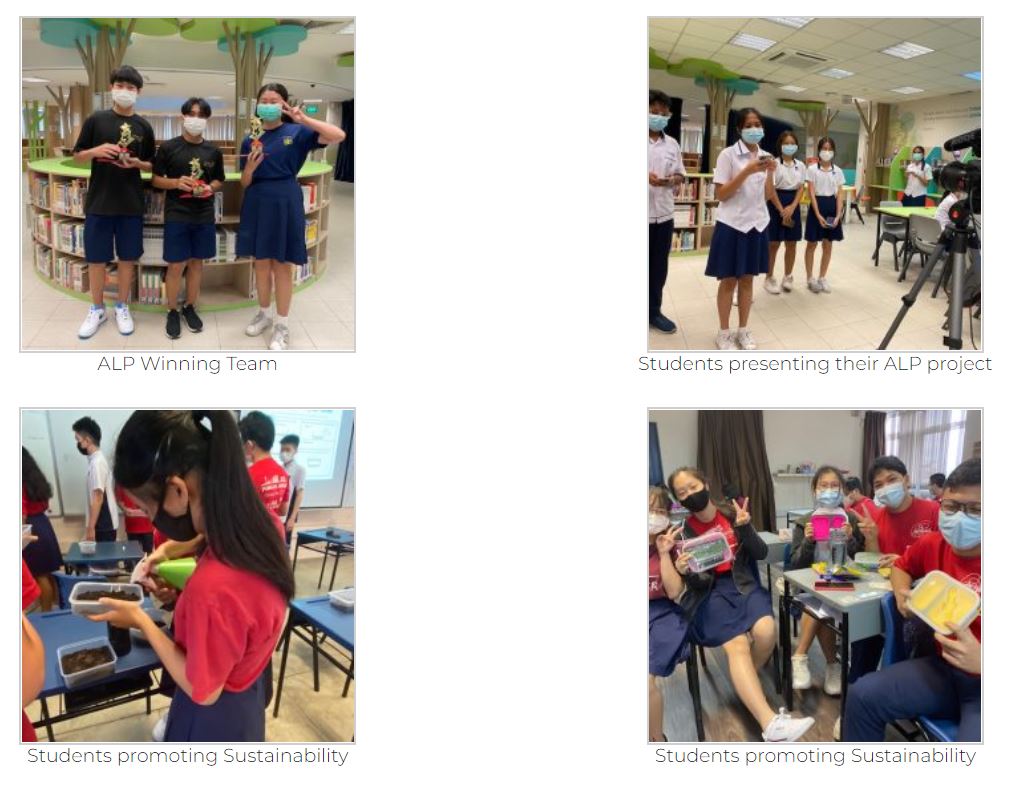 ALP Winning Team
Students presenting their ALP project
Students promoting Sustainability
Students promoting Sustainability